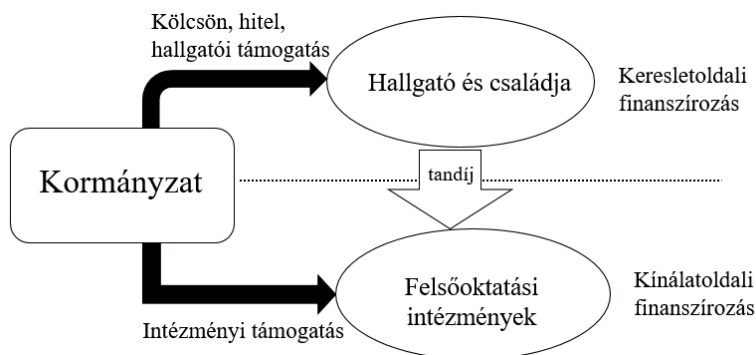 Kölcsön, hitel,
hallgatói támogatás
Hallgató és családja
Keresletoldali
finanszírozás
Kormányzat
tandíj
Felsőoktatási
intézmények
Kínálatoldali
finanszírozás
Intézményi támogatás